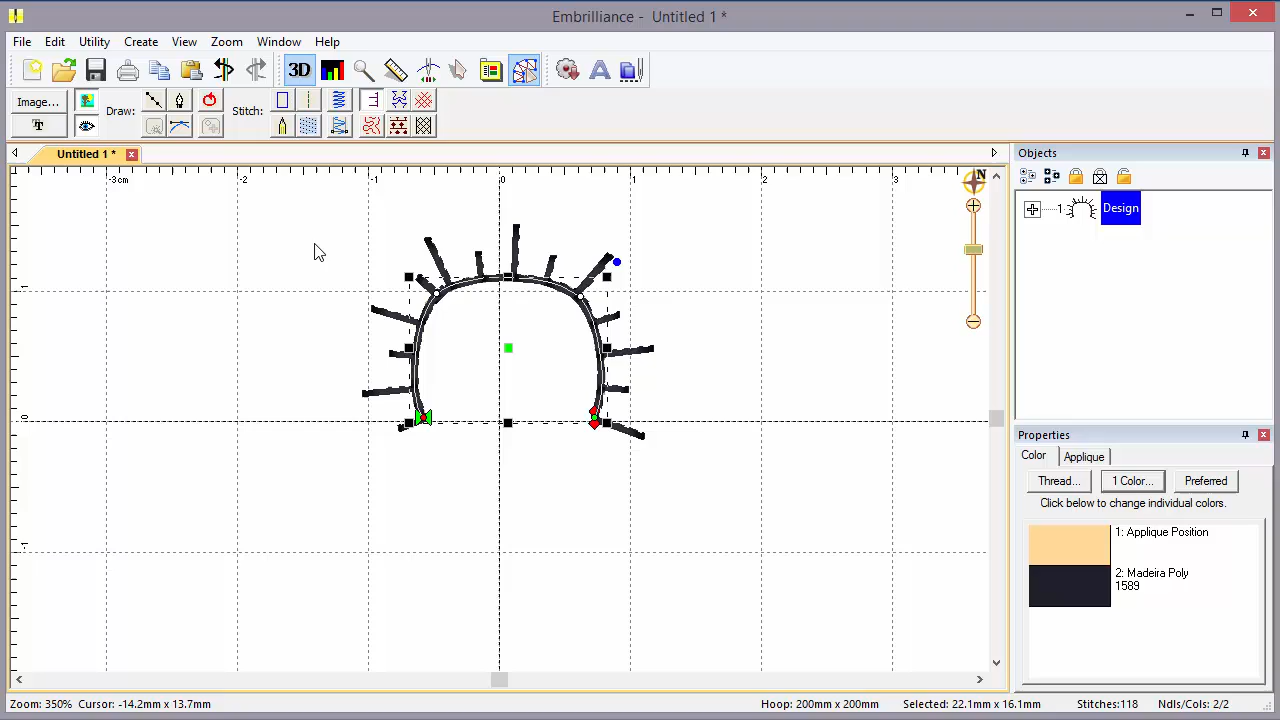 Embrilliance - Untitled 1 *
File Edit Utility Create View Zoom Window Help
3D
Image... Draw: Stitch:
Untitled 1 *
-3cm -2 -1 0 1 2 3
N
1
0
-1
Objects
1 Design
Properties
Color Applique
Thread... 1 Color... Preferred
Click below to change individual colors.
1: Applique Position
2: Madeira Poly
1589
Zoom: 350% Cursor: -14.2mm x 13.7mm Hoop: 200mm x 200mm Selected: 22.1mm x 16.1mm Stitches:118 Ndls/Cols: 2/2